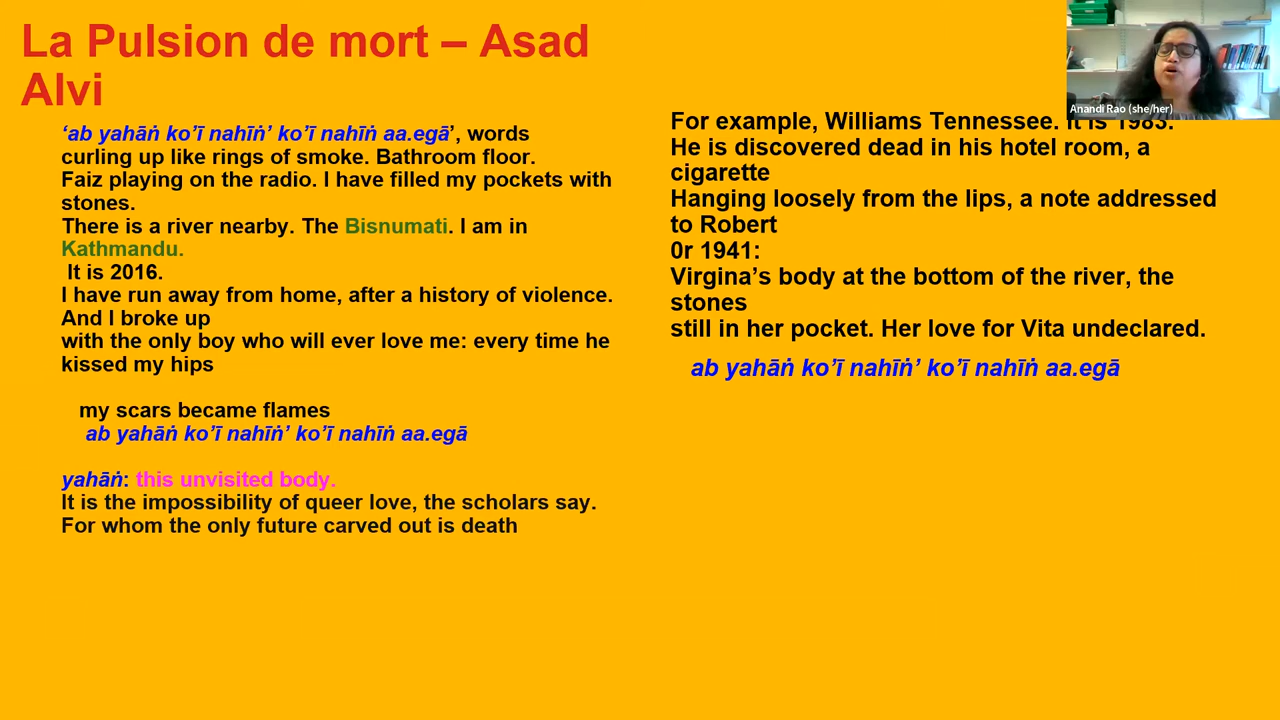 La Pulsion de mort – Asad
Alvi
‘ab yahāṅ ko’ī nahīṅ’ ko’ī nahīṅ aa.egā’, words
curling up like rings of smoke. Bathroom floor.
Faiz playing on the radio. I have filled my pockets with
stones.
There is a river nearby. The Bisnumati. I am in
Kathmandu.
It is 2016.
I have run away from home, after a history of violence.
And I broke up
with the only boy who will ever love me: every time he
kissed my hips
my scars became flames
ab yahāṅ ko’ī nahīṅ’ ko’ī nahīṅ aa.egā
yahāṅ: this unvisited body.
It is the impossibility of queer love, the scholars say.
For whom the only future carved out is death
For example, Williams Tennessee. It is 1983.
He is discovered dead in his hotel room, a
cigarette
Hanging loosely from the lips, a note addressed
to Robert
0r 1941:
Virgina’s body at the bottom of the river, the
stones
still in her pocket. Her love for Vita undeclared.
ab yahāṅ ko’ī nahīṅ’ ko’ī nahīṅ aa.egā
Anandi Rao (she/her)